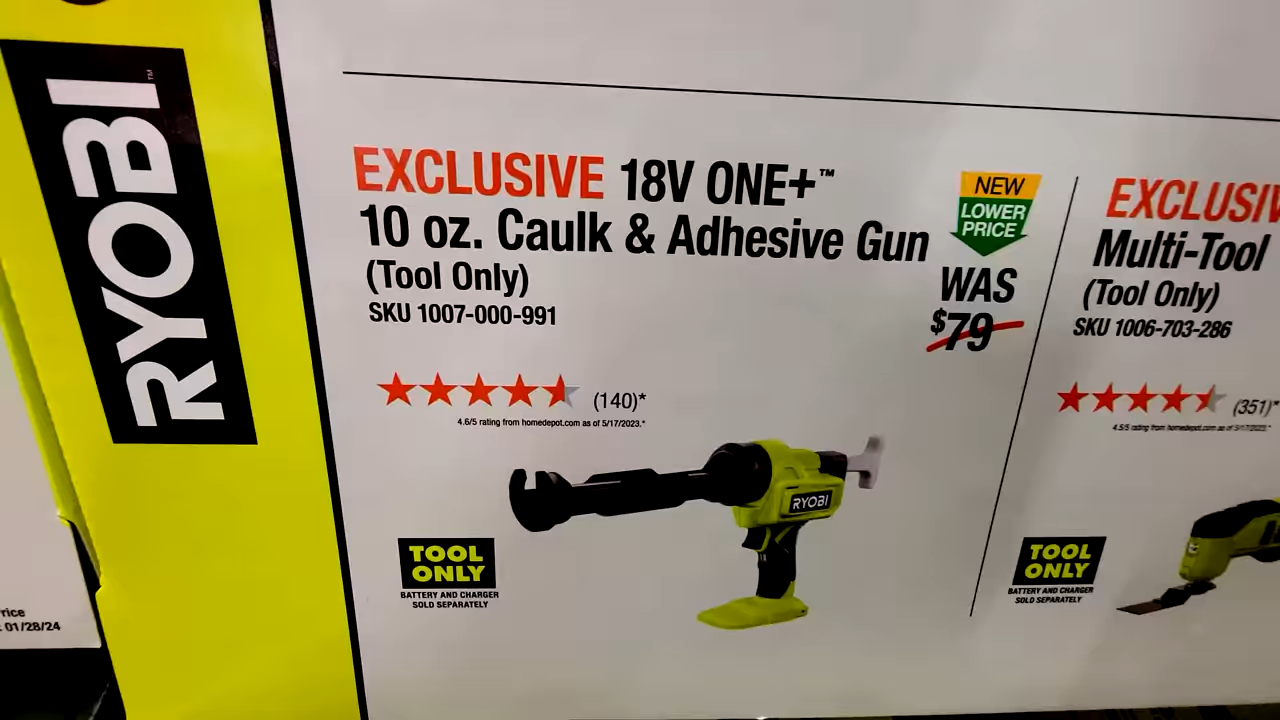 RYOBI™
EXCLUSIVE 18V ONE+™
10 oz. Caulk & Adhesive Gun
(Tool Only)
SKU 1007-000-991
NEW
LOWER
PRICE
WAS
$79
(140)*
4.6/5 rating from homedepot.com as of 5/17/2023.*
RYOBI
TOOL
ONLY
BATTERY AND CHARGER
SOLD SEPARATELY
EXCLUSIV
Multi-Tool
(Tool Only)
SKU 1006-703-286
(351)*
4.5/5 rating from homedepot.com as of 5/17/2023.*
TOOL
ONLY
BATTERY AND CHARGER
SOLD SEPARATELY
rice
01/28/24